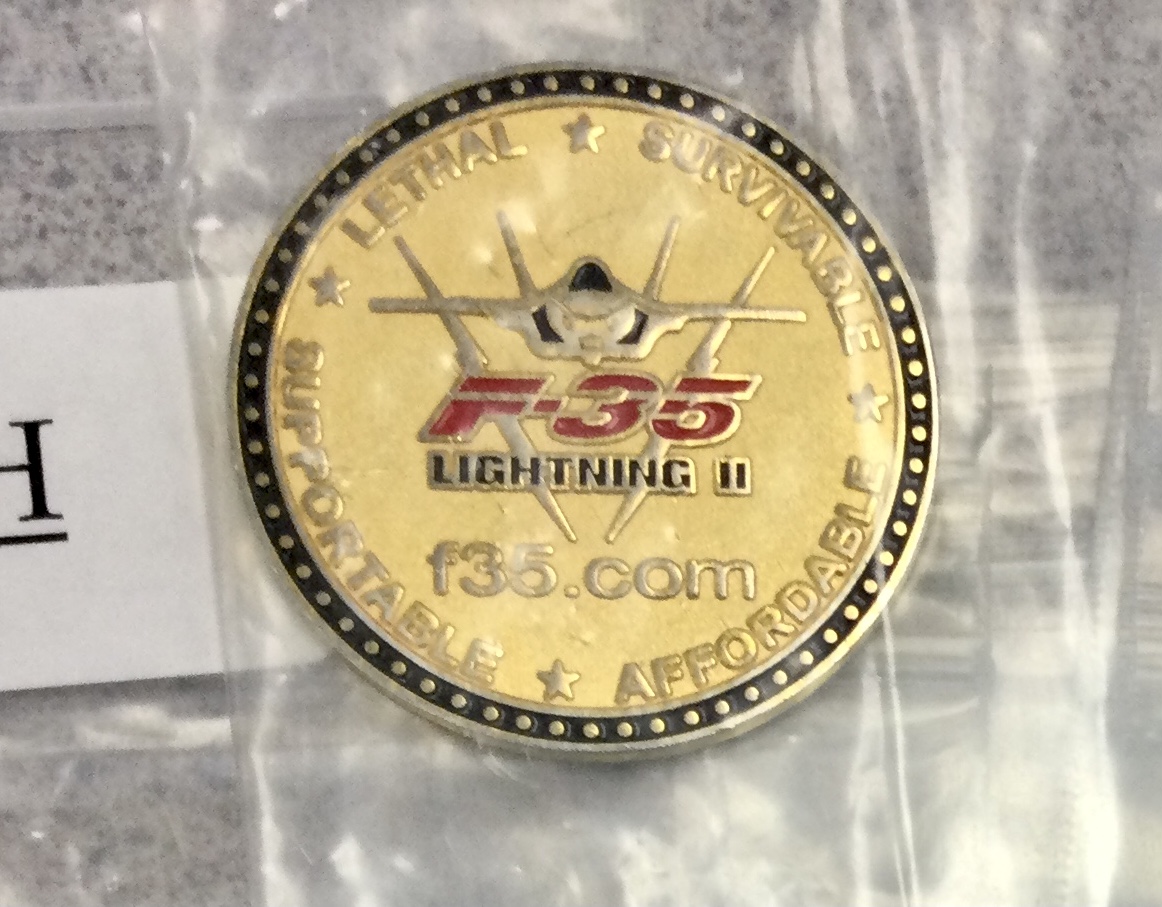 LETHAL ★ SURVIVABLE ★ AFFORDABLE ★ SUPPORTABLE ★
F-35
LIGHTNING II
f35.com
H